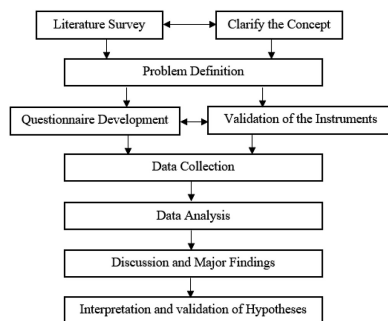 Literature Survey
Clarify the Concept
Problem Definition
Questionnaire Development
Validation of the Instruments
Data Collection
Data Analysis
Discussion and Major Findings
Interpretation and validation of Hypotheses